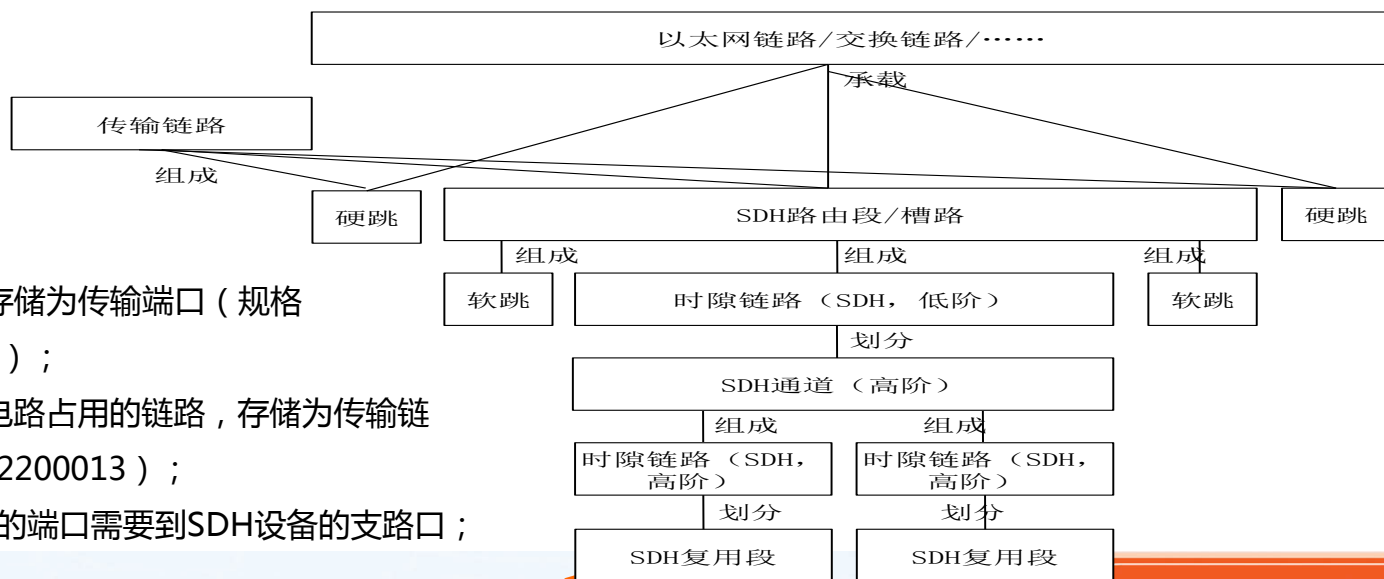 以太网链路/交换链路/……
承载
传输链路
组成
硬跳
SDH路由段/槽路
硬跳
组成
组成
组成
存储为传输端口（规格
软跳
时隙链路（SDH，低阶）
软跳
）；
划分
SDH通道（高阶）
电路占用的链路，存储为传输链
组成
组成
2200013）；
时隙链路（SDH，
高阶）
时隙链路（SDH，
高阶）
的端口需要到SDH设备的支路口；
划分
划分
SDH复用段
SDH复用段